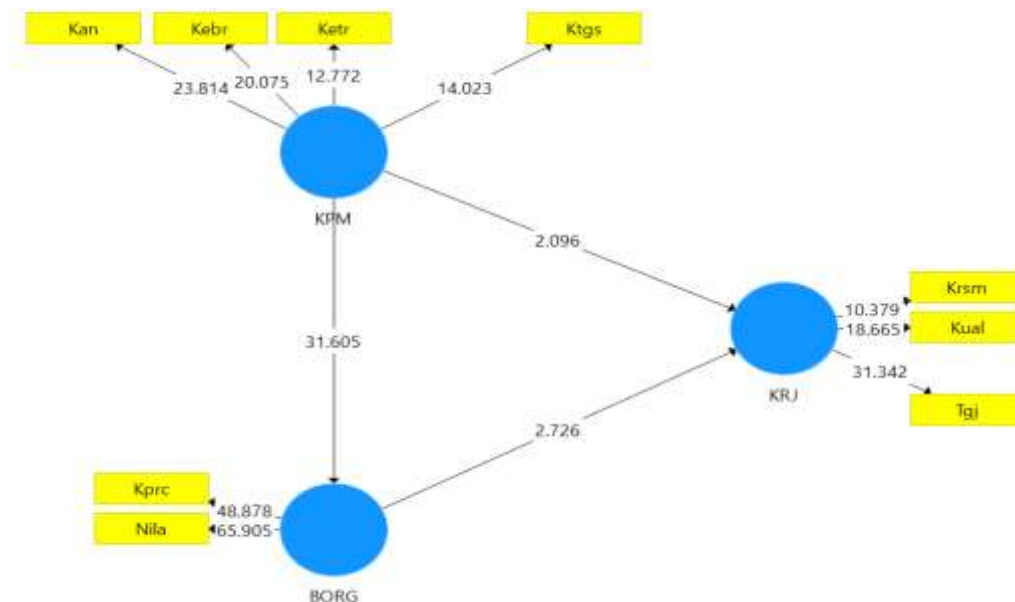 Kan
Kebr
Ketr
Ktgs
23.814
20.075
12.772
14.023
KPM
2.096
31.605
10.379
18.665
31.342
Krsm
Kual
Tgj
KRJ
2.726
Kprc
Nila
48.878
65.905
BORG